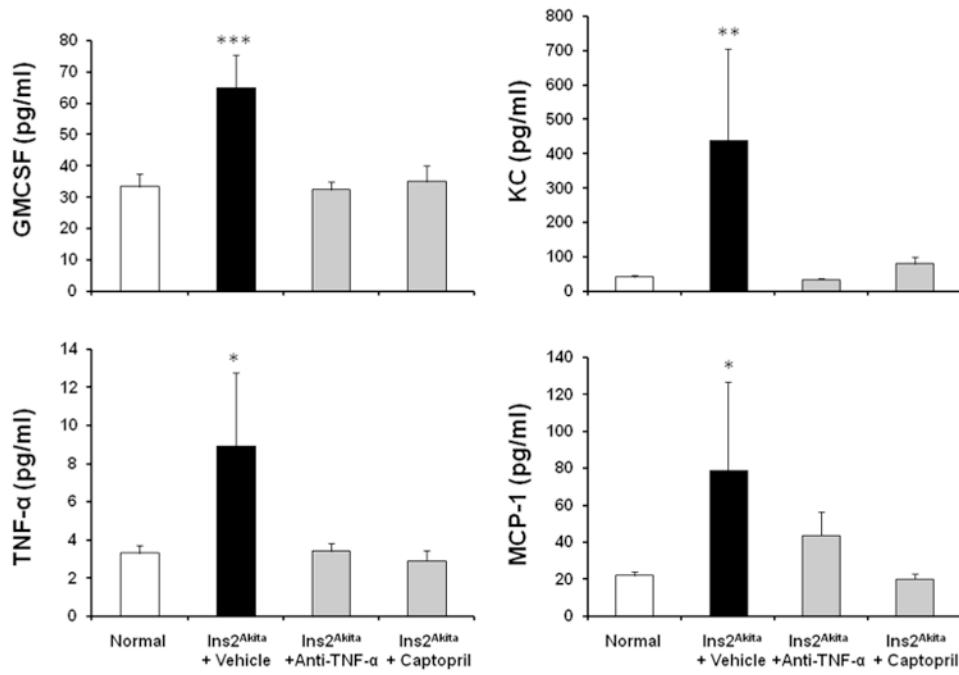 GMCSF (pg/ml)
80
70
60
50
40
30
20
10
0
***
KC (pg/ml)
800
700
600
500
400
300
200
100
0
**
TNF-α (pg/ml)
14
12
10
8
6
4
2
0
*
Normal
Ins2Akita
+ Vehicle
Ins2Akita
+Anti-TNF-α
Ins2Akita
+ Captopril
MCP-1 (pg/ml)
140
120
100
80
60
40
20
0
*
Normal
Ins2Akita
+ Vehicle
Ins2Akita
+Anti-TNF-α
Ins2Akita
+ Captopril